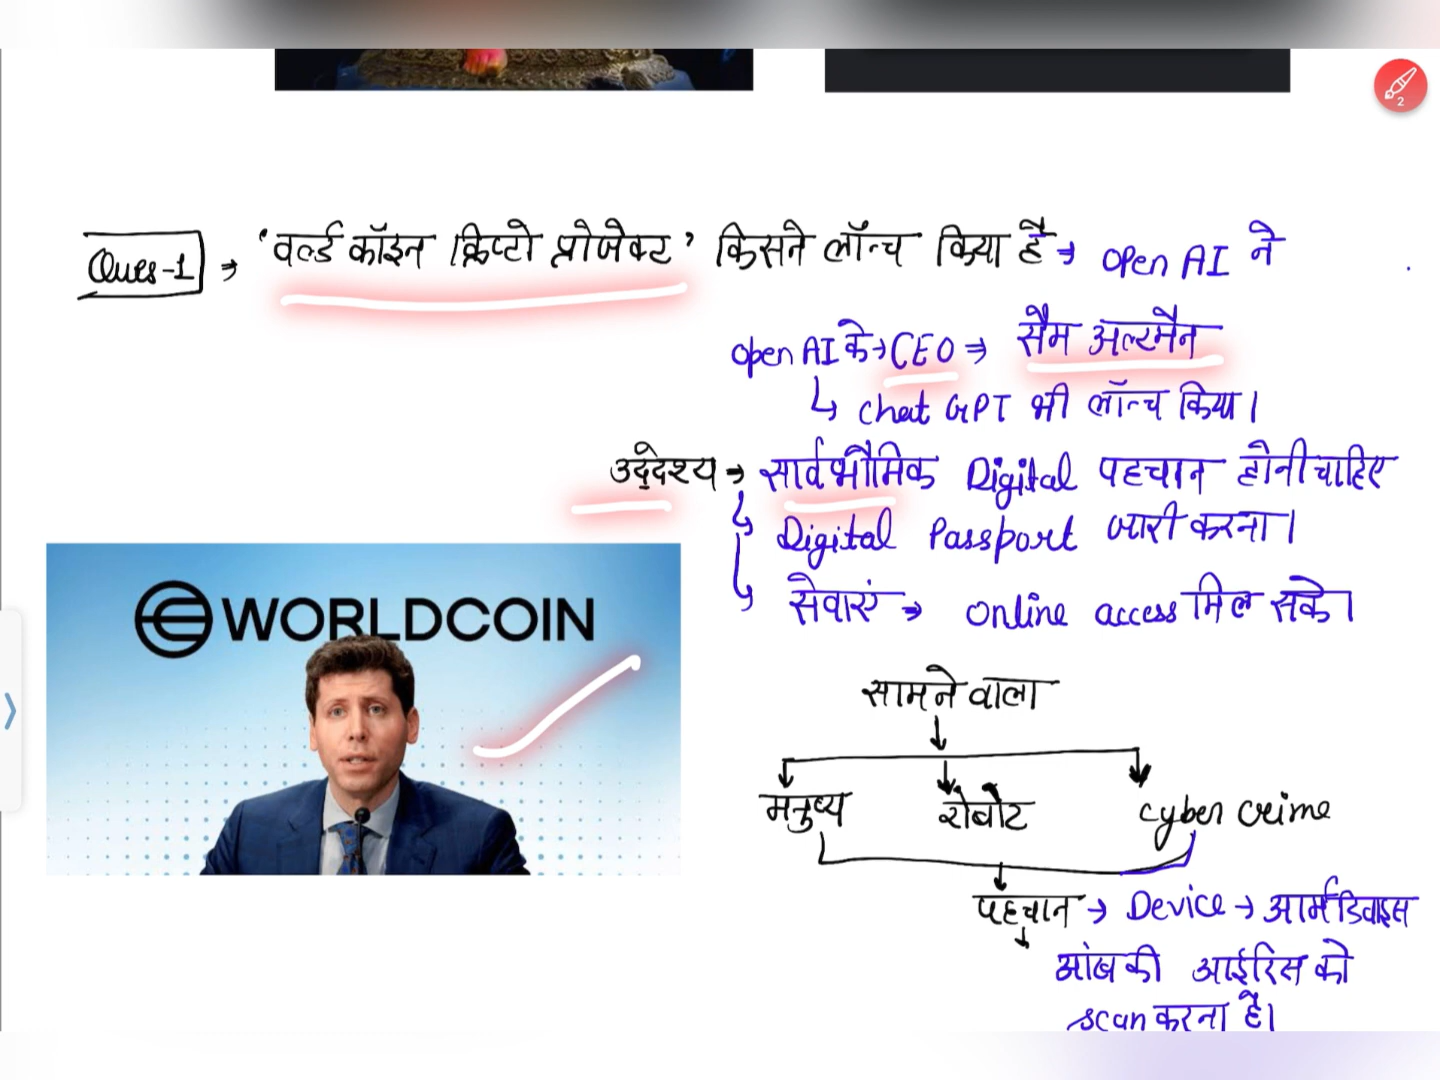 2
Ques-1 ⇒ 'वर्ल्ड कॉइन क्रिप्टो प्रोजेक्ट' किसने लॉन्च किया है → open AI ने
open AI के → CEO ⇒ सैम अल्टमैन
↳ chat GPT भी लॉन्च किया।
उद्देश्य → सार्वभौमिक Digital पहचान होनी चाहिए
↳ Digital Passport जारी करना।
↳ सेवाएं → online access मिल सके।
WORLDCOIN
सामने वाला
मनुष्य रोबोट cyber crime
पहचान → Device → आर्म डिवाइस
आंख की आईरिस को
scan करना है।